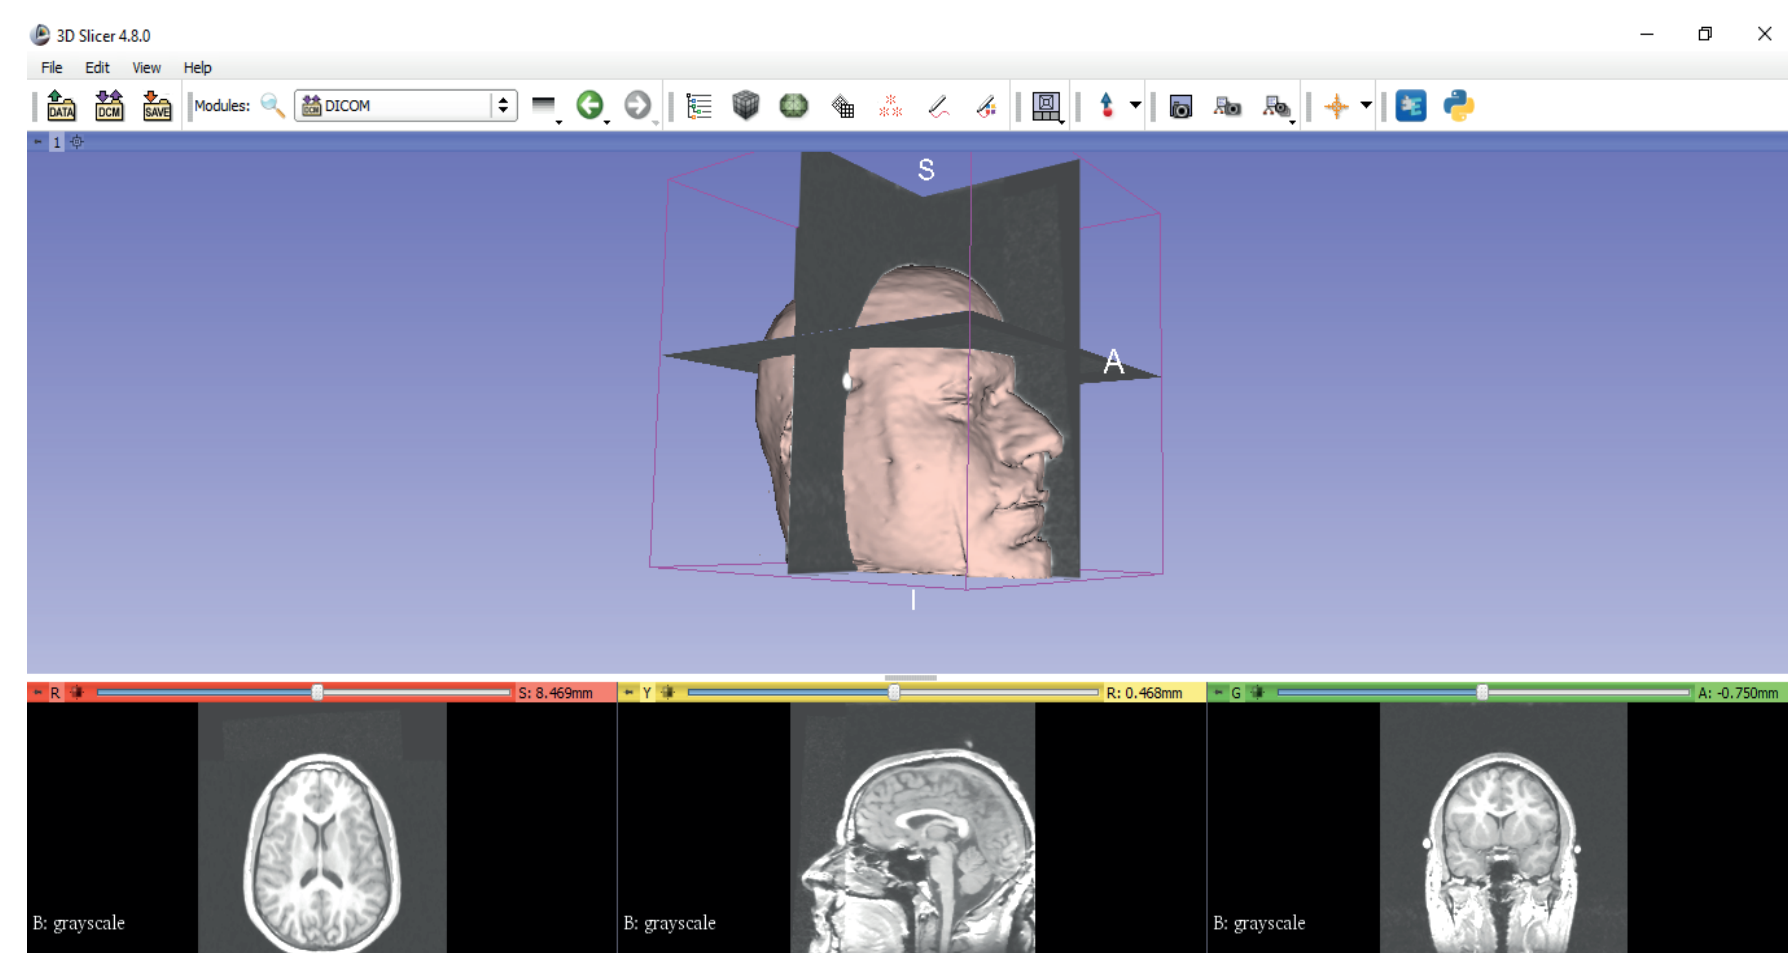 3D Slicer 4.8.0
File Edit View Help
DATA DCM SAVE Modules: DCM DICOM
1
S
A
I
R S: 8.469mm Y R: 0.468mm G A: -0.750mm
B: grayscale B: grayscale B: grayscale